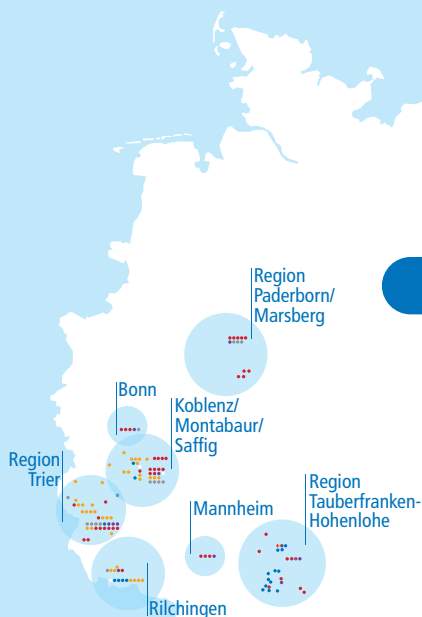 Region
Paderborn/
Marsberg
Bonn
Koblenz/
Montabaur/
Saffig
Region
Trier
Mannheim
Region
Tauberfranken-
Hohenlohe
Rilchingen